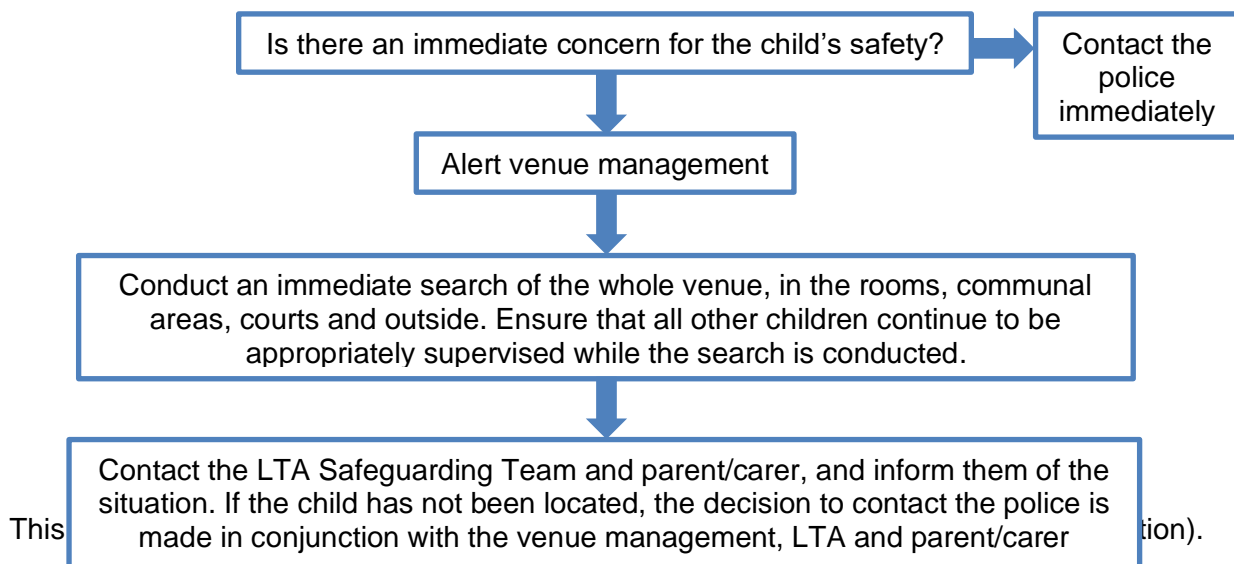 Is there an immediate concern for the child’s safety?
Contact the
police
immediately
Alert venue management
Conduct an immediate search of the whole venue, in the rooms, communal
areas, courts and outside. Ensure that all other children continue to be
appropriately supervised while the search is conducted.
Contact the LTA Safeguarding Team and parent/carer, and inform them of the
situation. If the child has not been located, the decision to contact the police is
made in conjunction with the venue management, LTA and parent/carer
This
tion).